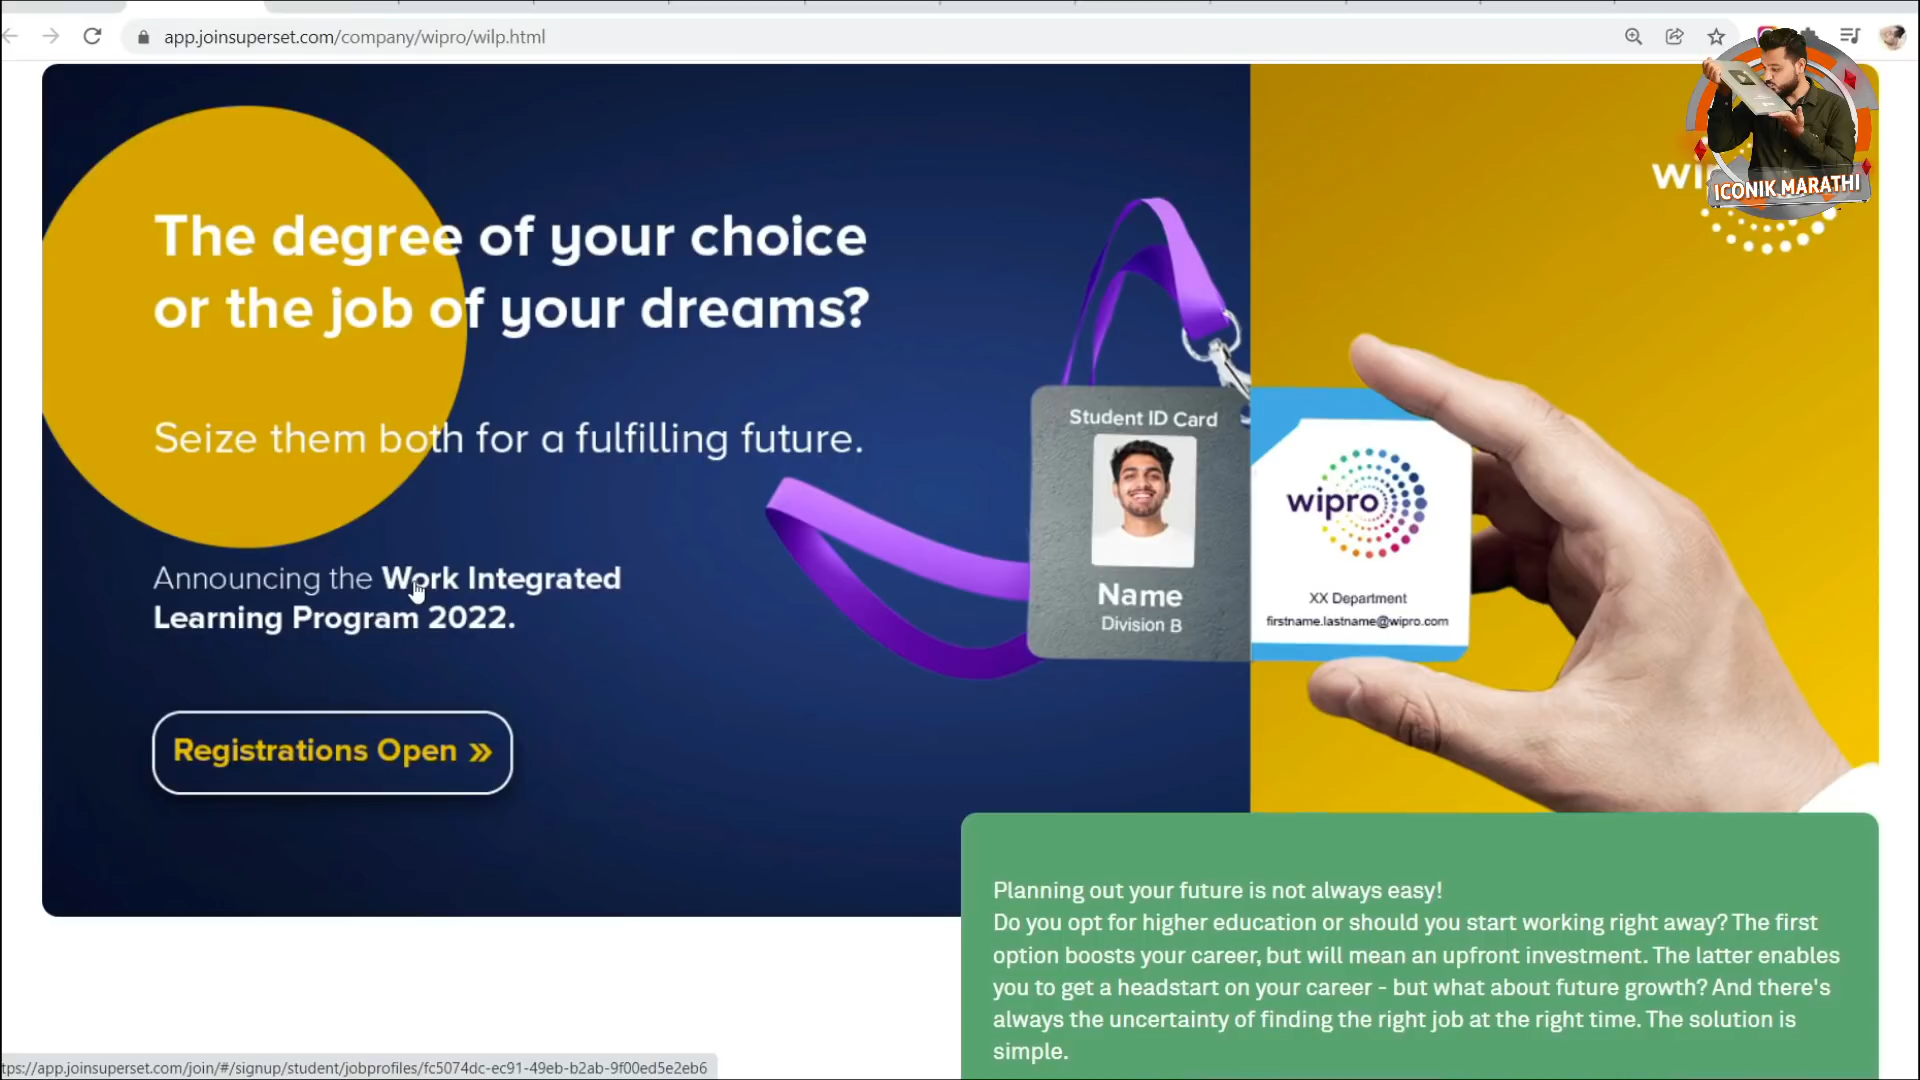 app.joinsuperset.com/company/wipro/wilp.html
ICONIK MARATHI
The degree of your choice
or the job of your dreams?
Seize them both for a fulfilling future.
Announcing the Work Integrated
Learning Program 2022.
Registrations Open »
Student ID Card
Name
Division B
wipro
XX Department
firstname.lastname@wipro.com
Planning out your future is not always easy!
Do you opt for higher education or should you start working right away? The first
option boosts your career, but will mean an upfront investment. The latter enables
you to get a headstart on your career - but what about future growth? And there's
always the uncertainty of finding the right job at the right time. The solution is
simple.
tps://app.joinsuperset.com/join/#/signup/student/jobprofiles/fc5074dc-ec91-49eb-b2ab-9f00ed5e2eb6